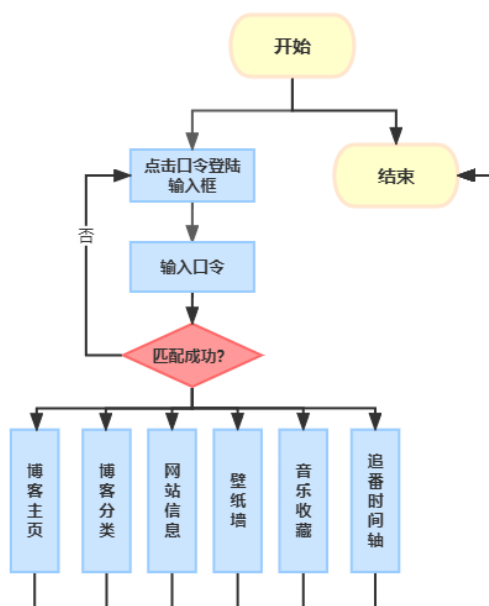 开始
点击口令登陆
输入框
结束
否
输入口令
匹配成功?
博客主页
博客分类
网站信息
壁纸墙
音乐收藏
追番时间轴